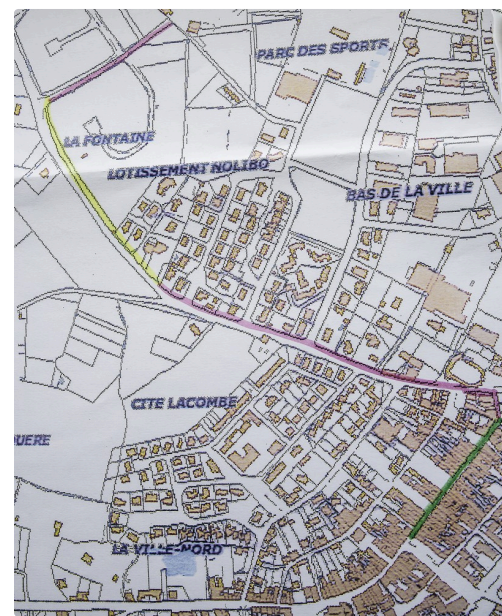 PARC DES SPORTS
LA FONTAINE
LOTISSEMENT NOLIBO
BAS DE LA VILLE
CITE LACOMBE
UERE
LA VILLE-NORD